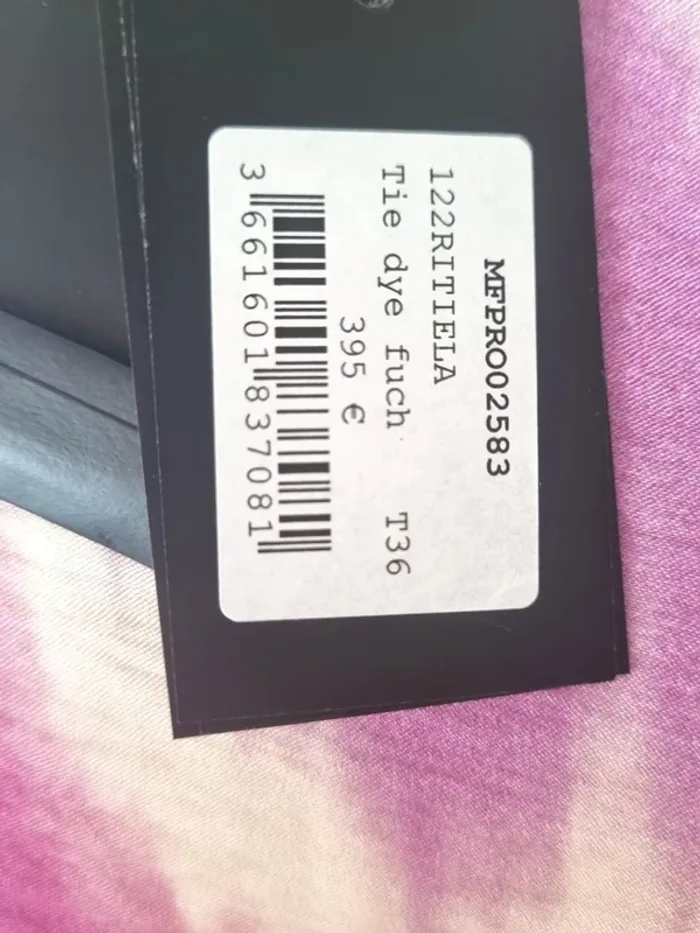 MFPRO02583
122RITIELA
Tie dye fuch T36
395 €
3 661601 837081